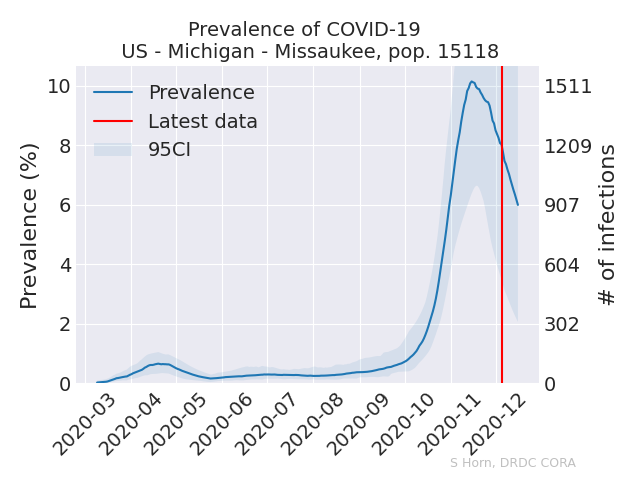 Prevalence of COVID-19
US - Michigan - Missaukee, pop. 15118
Prevalence (%)
10
8
6
4
2
0
Prevalence
Latest data
95CI
1511
1209
907
604
302
0
# of infections
2020-03
2020-04
2020-05
2020-06
2020-07
2020-08
2020-09
2020-10
2020-11
2020-12
S Horn, DRDC CORA